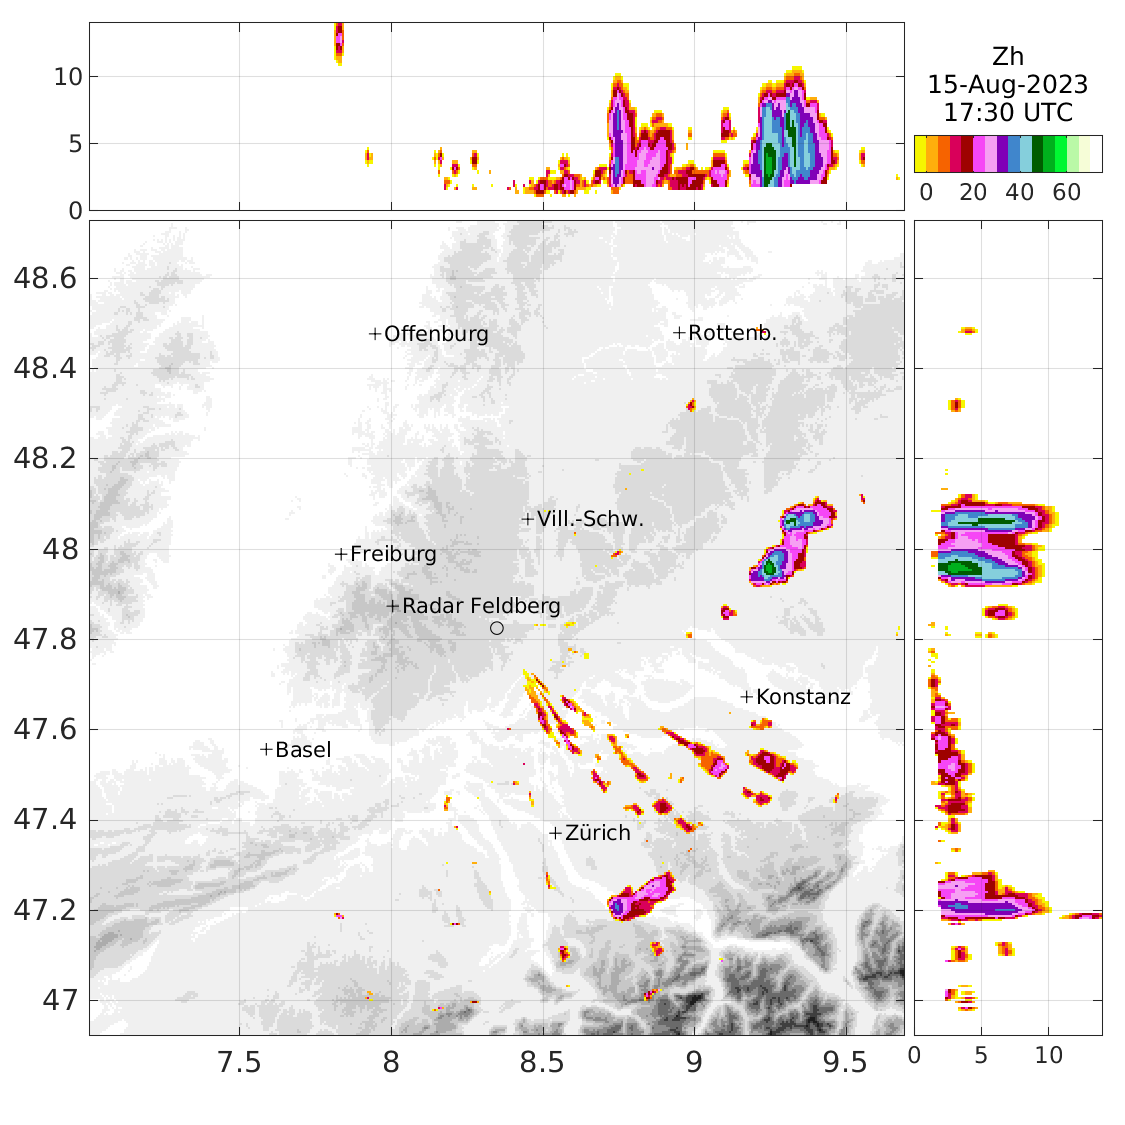 Zh
15-Aug-2023
17:30 UTC
0 20 40 60
10
5
0
48.6
48.4
48.2
48
47.8
47.6
47.4
47.2
47
+Offenburg
+Rottenb.
+Vill.-Schw.
+Freiburg
+Radar Feldberg
+Konstanz
+Basel
+Zürich
7.5 8 8.5 9 9.5
0 5 10